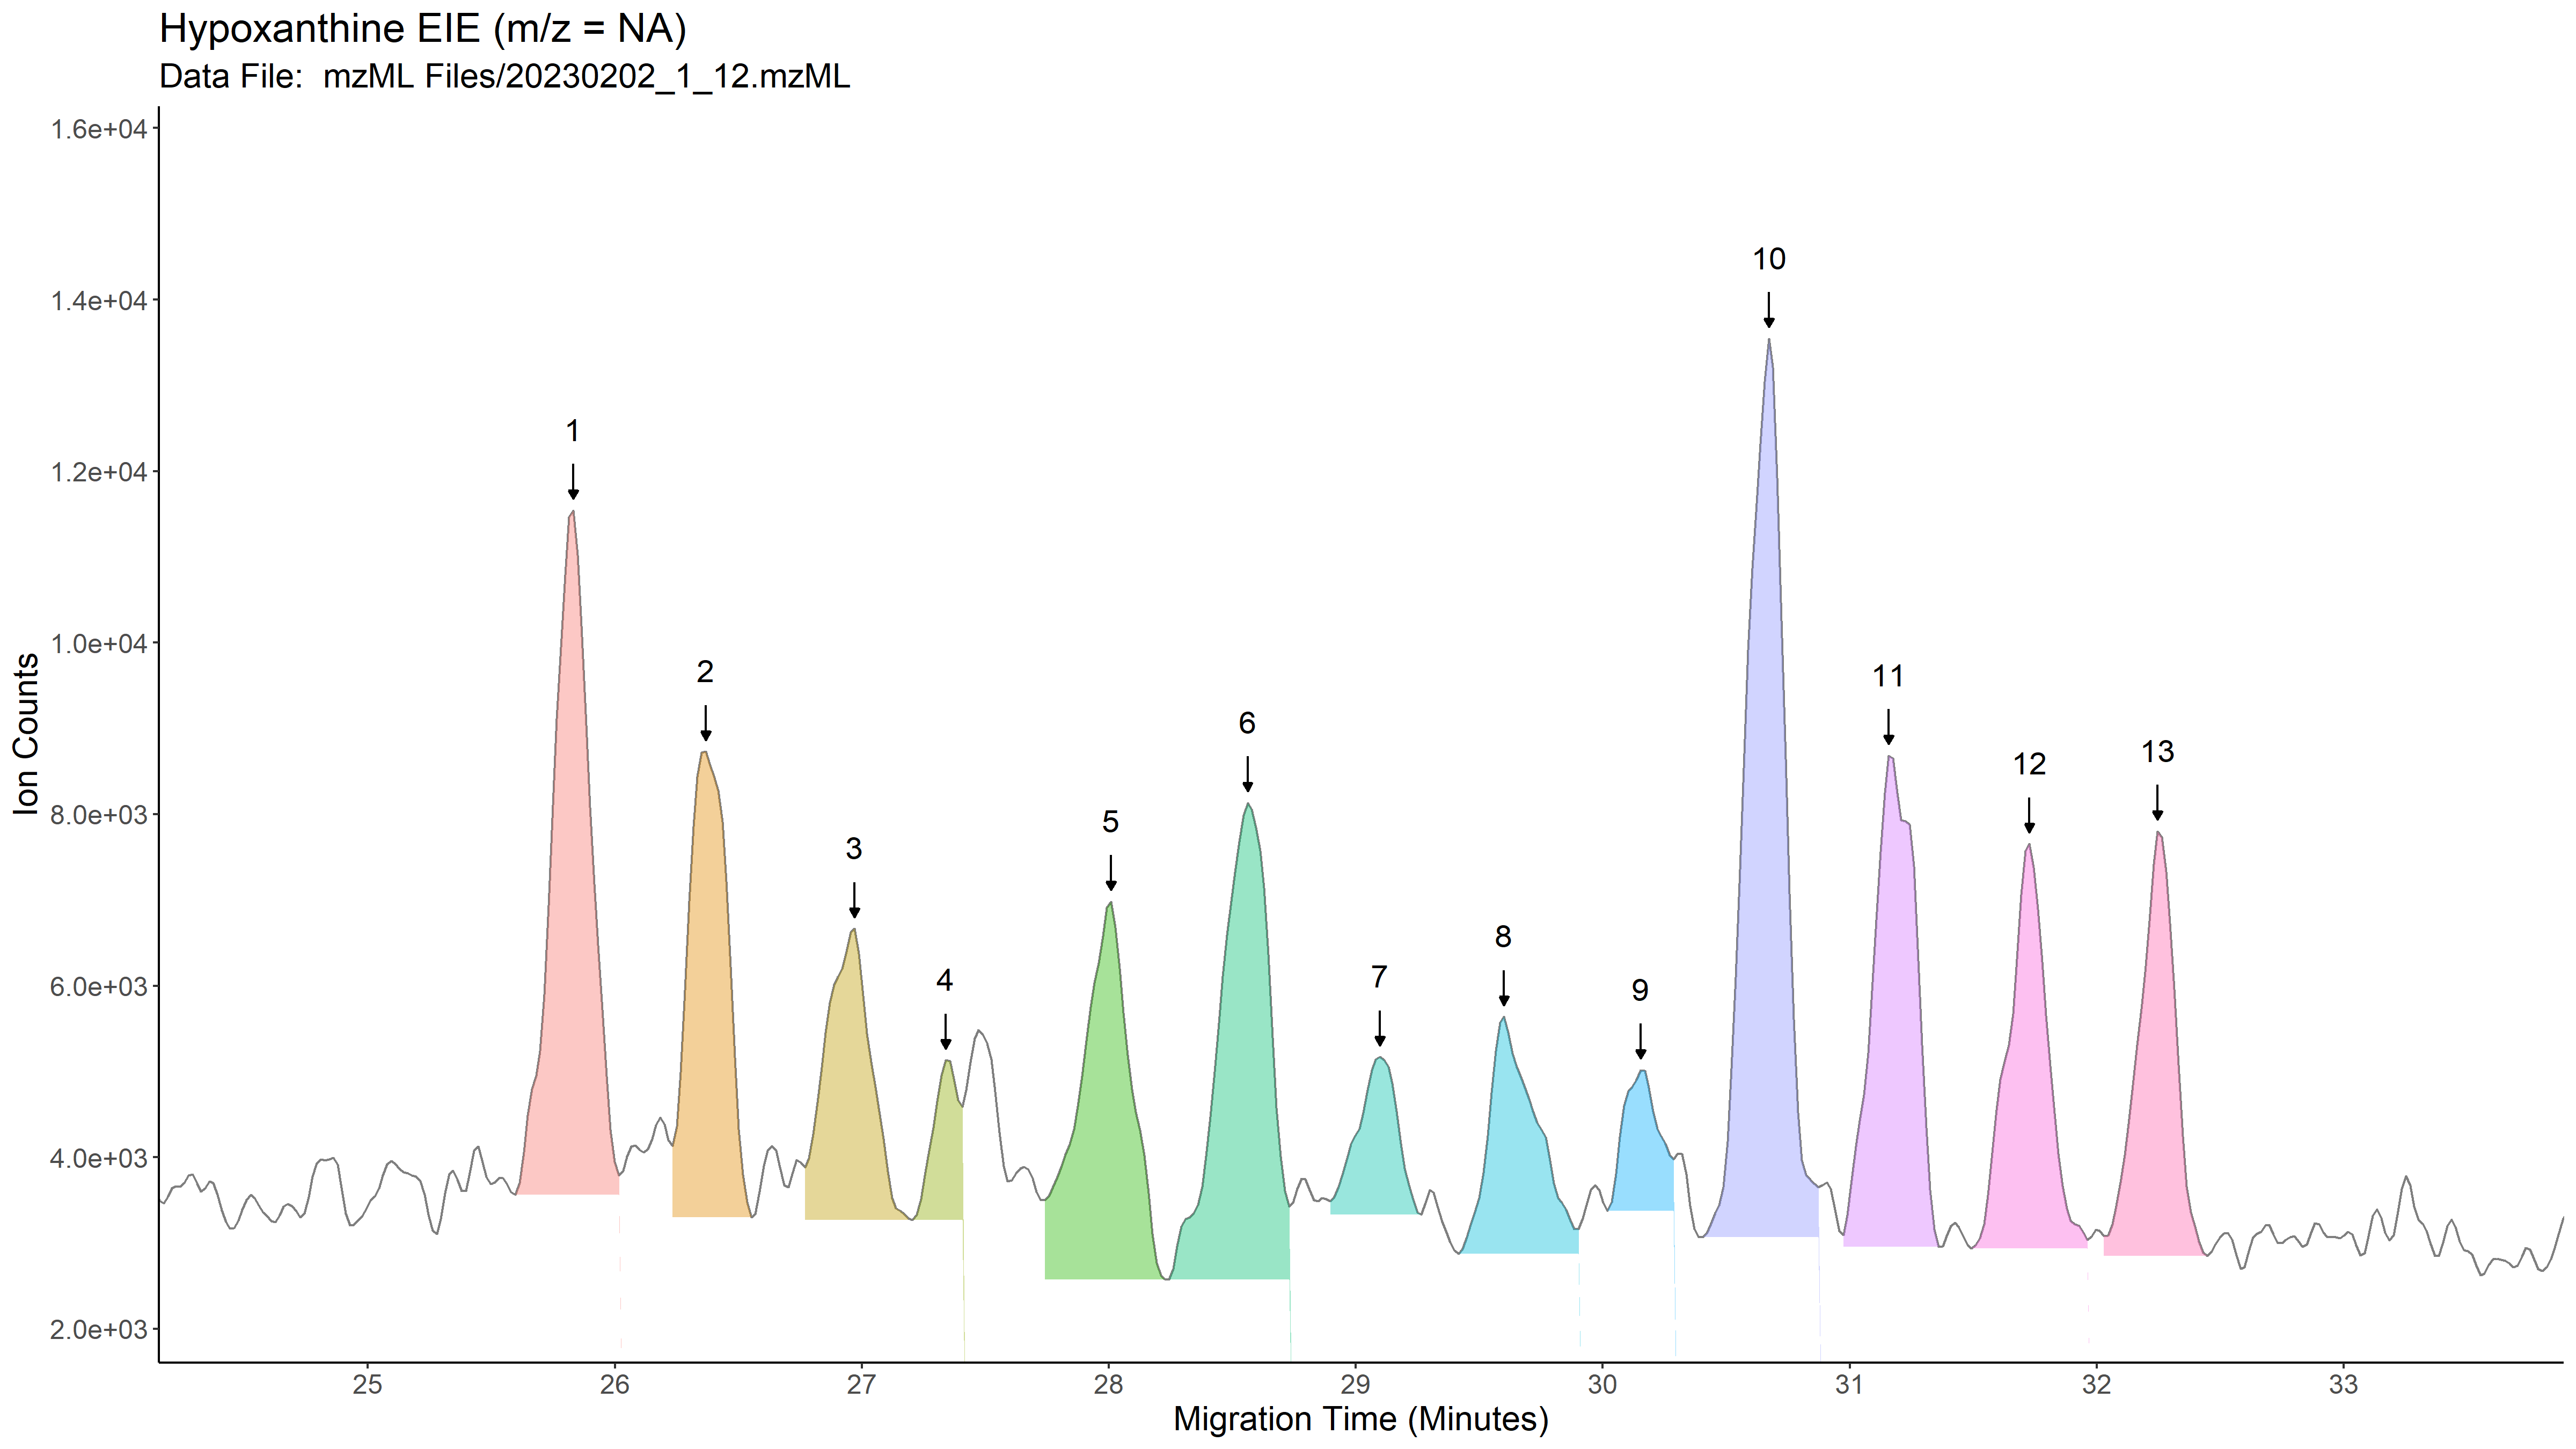 Hypoxanthine EIE (m/z = NA)
Data File:  mzML Files/20230202_1_12.mzML
1.6e+04
1.4e+04
1.2e+04
1.0e+04
8.0e+03
6.0e+03
4.0e+03
2.0e+03
Ion Counts
1
2
3
4
5
6
7
8
9
10
11
12
13
25 26 27 28 29 30 31 32 33
Migration Time (Minutes)